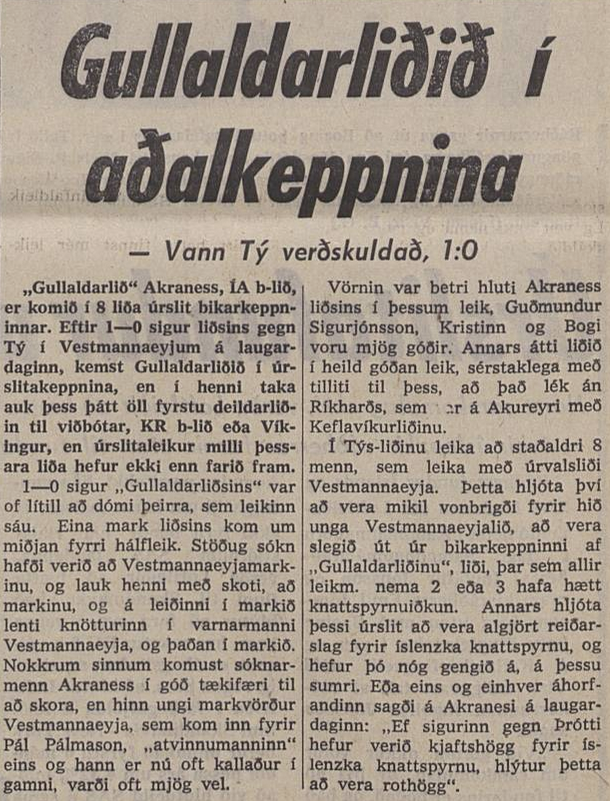 Gullaldarliðið í
aðalkeppnina
— Vann Tý verðskuldað, 1:0
„Gullaldarlið“ Akraness, ÍA b-lið,
er komið í 8 liða úrslit bikarkeppn-
innar. Eftir 1—0 sigur liðsins gegn
Tý í Vestmannaeyjum á laugar-
daginn, kemst Gullaldarliðið í úr-
slitakeppnina, en í henni taka
auk þess þátt öll fyrstu deildarlið-
in til viðbótar, KR b-lið eða Vík-
ingur, en úrslitaleikur milli þess-
ara liða hefur ekki enn farið fram.
1—0 sigur „Gullaldarliðsins“ var
of lítill að dómi þeirra, sem leikinn
sáu. Eina mark liðsins kom um
miðjan fyrri hálfleik. Stöðug sókn
hafði verið að Vestmannaeyjamark-
inu, og lauk henni með skoti, að
markinu, og á leiðinni í markið
lenti knötturinn í varnarmanni
Vestmannaeyja, og þaðan í markið.
Nokkrum sinnum komust sóknar-
menn Akraness í góð tækifæri til
að skora, en hinn ungi markvörður
Vestmannaeyja, sem kom inn fyrir
Pál Pálmason, „atvinnumanninn“
eins og hann er nú oft kallaður í
gamni, varði oft mjög vel.
Vörnin var betri hluti Akraness
liðsins í þessum leik, Guðmundur
Sigurjónsson, Kristinn og Bogi
voru mjög góðir. Annars átti liðið
í heild góðan leik, sérstaklega með
tilliti til þess, að það lék án
Ríkharðs, sem er á Akureyri með
Keflavíkurliðinu.
Í Týs-liðinu leika að staðaldri 8
menn, sem leika með úrvalsliði
Vestmannaeyja. Þetta hljóta því
að vera mikil vonbrigði fyrir hið
unga Vestmannaeyjalið, að vera
slegið út úr bikarkeppninni af
„Gullaldarliðinu“, liði, þar sem allir
leikm. nema 2 eða 3 hafa hætt
knattspyrnuiðkun. Annars hljóta
þessi úrslit að vera algjört reiðar-
slag fyrir íslenzka knattspyrnu, og
hefur þó nóg gengið á, á þessu
sumri. Eða eins og einhver áhorf-
andinn sagði á Akranesi á laugar-
daginn: „Ef sigurinn gegn Þrótti
hefur verið kjaftshögg fyrir ís-
lenzka knattspyrnu, hlýtur þetta
að vera rothögg“.